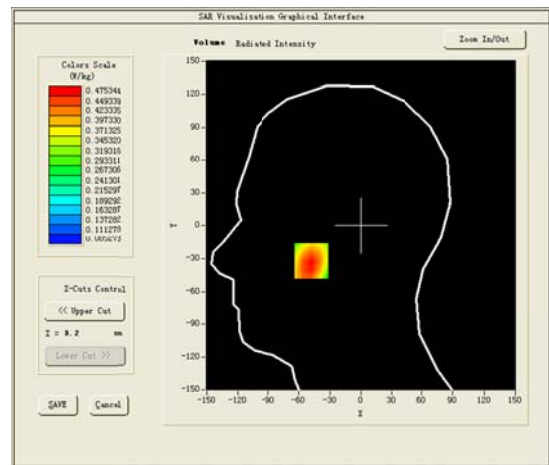 SAR Visualisation Graphical Interface
Volume Radiated Intensity
Zoom In/Out
Colors Scale
(W/kg)
0.475344
0.449339
0.423335
0.397330
0.371325
0.345320
0.319316
0.293311
0.267306
0.241301
0.215297
0.189292
0.163287
0.137282
0.111278
Z-Cuts Control
<< Upper Cut
Z = 0.2 mm
Lower Cut >>
SAVE
Cancel
150
120
90
60
30
0
-30
-60
-90
-120
-150
Y
-150 -120 -90 -60 -30 0 30 60 90 120 150
X